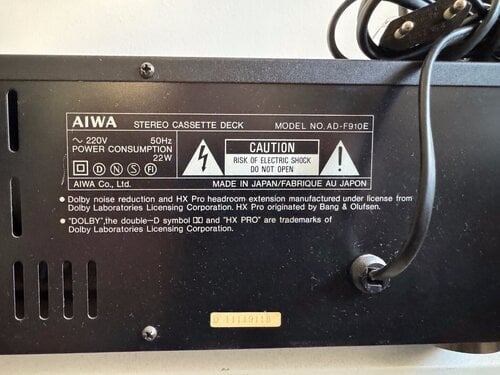 AIWA STEREO CASSETTE DECK MODEL NO. AD-F910E
~ 220V 50Hz
POWER CONSUMPTION
22W
D N S FI
CAUTION
RISK OF ELECTRIC SHOCK
DO NOT OPEN
AIWA Co., Ltd. MADE IN JAPAN/FABRIQUE AU JAPON
● Dolby noise reduction and HX Pro headroom extension manufactured under license from
Dolby Laboratories Licensing Corporation. HX Pro originated by Bang & Olufsen.
● "DOLBY",the double-D symbol and "HX PRO" are trademarks of
Dolby Laboratories Licensing Corporation.